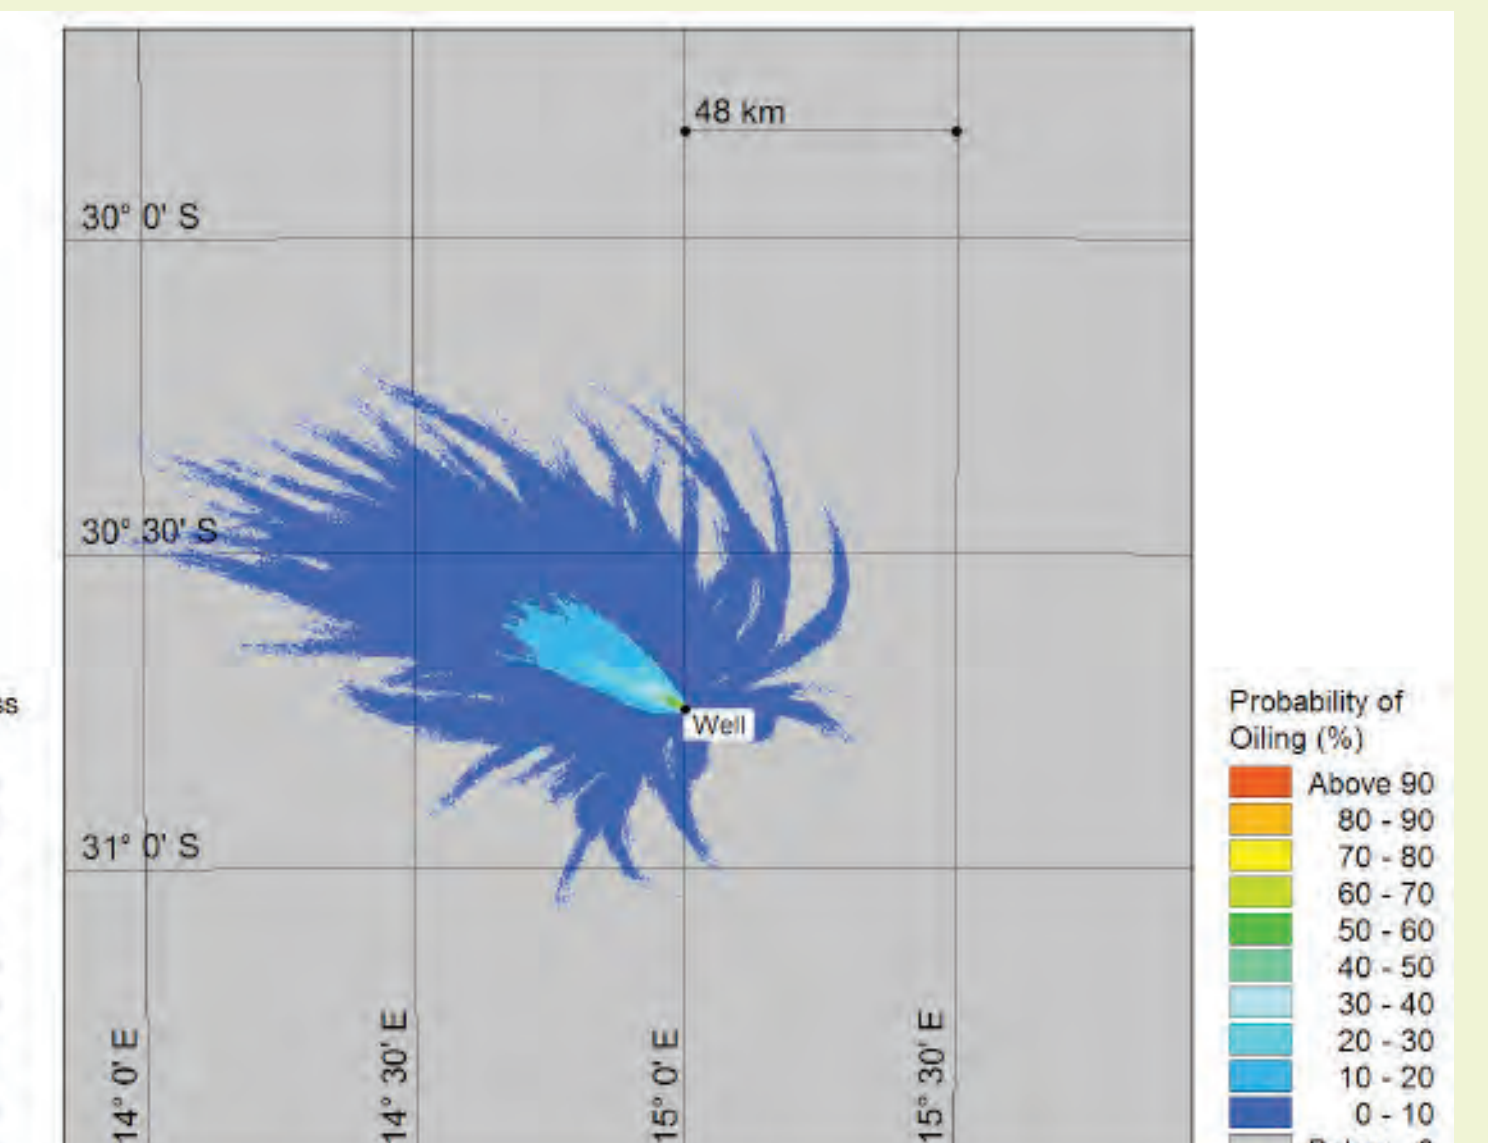 48 km
30° 0' S
30° 30' S
ss
Well
31° 0' S
14° 0' E
14° 30' E
15° 0' E
15° 30' E
Probability of
Oiling (%)
Above 90
80 - 90
70 - 80
60 - 70
50 - 60
40 - 50
30 - 40
20 - 30
10 - 20
0 - 10